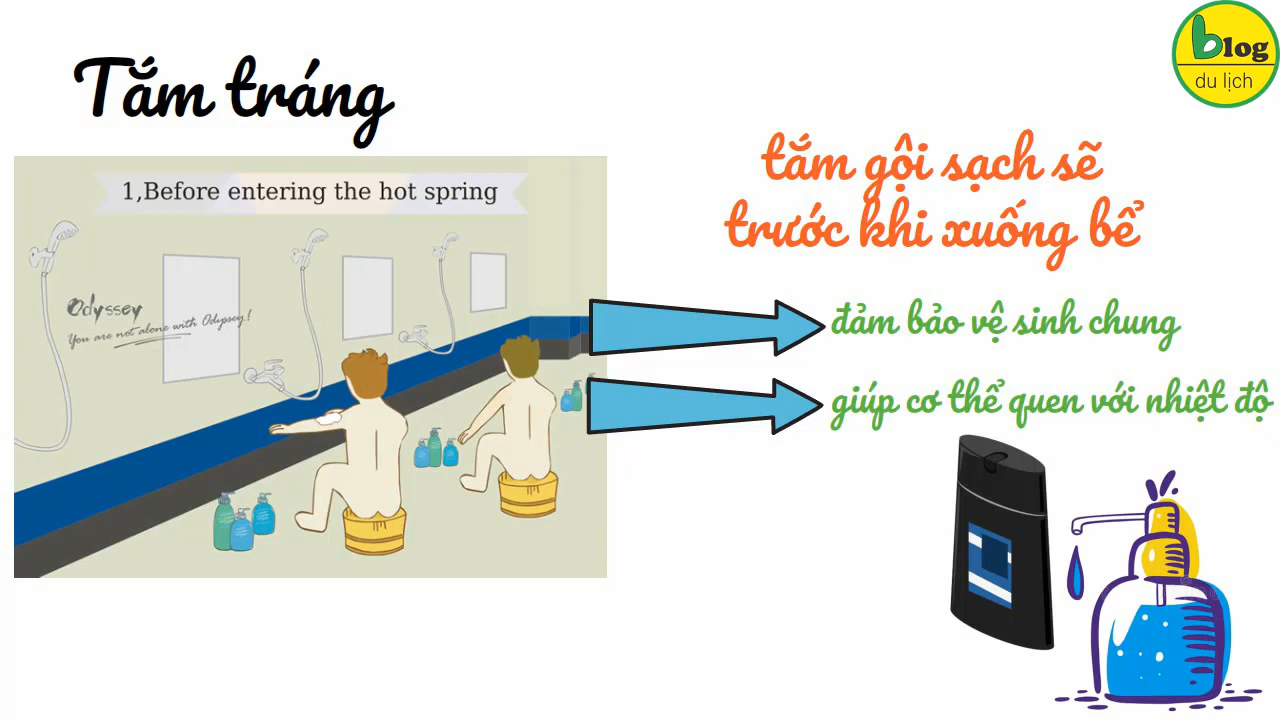 blog
du lịch
Tắm tráng
1,Before entering the hot spring
Odyssey
You are not alone with Odyssey!
tắm gội sạch sẽ
trước khi xuống bể
đảm bảo vệ sinh chung
giúp cơ thể quen với nhiệt độ